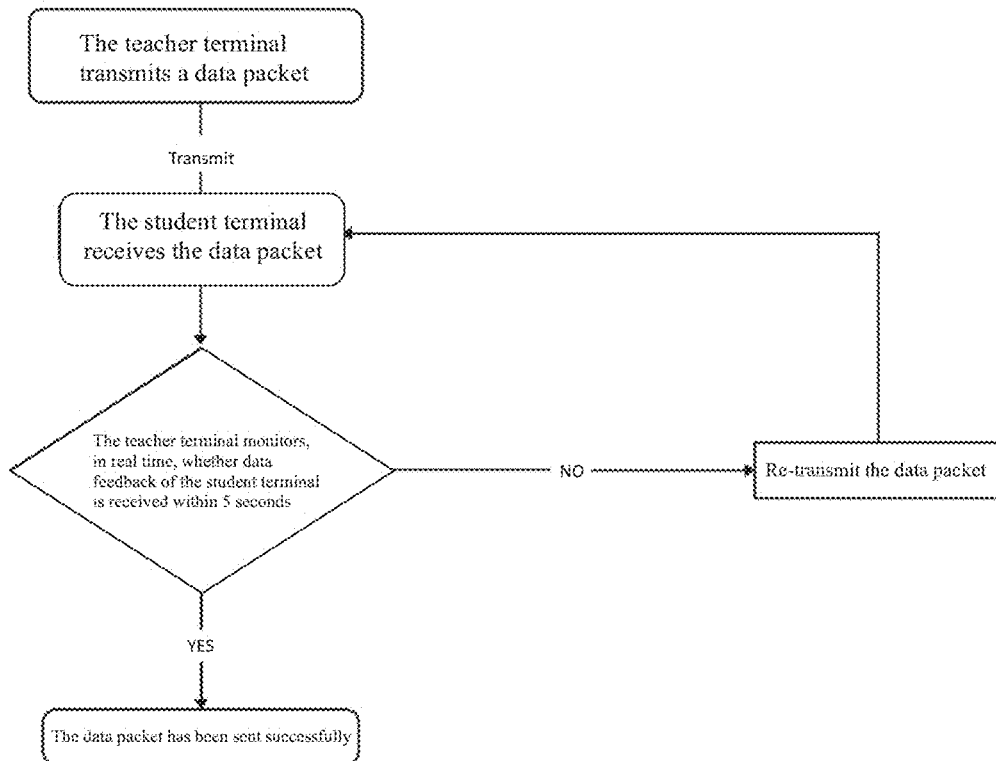 The teacher terminal
transmits a data packet
Transmit
The student terminal
receives the data packet
The teacher terminal monitors,
in real time, whether data
feedback of the student terminal
is received within 5 seconds
NO
Re-transmit the data packet
YES
The data packet has been sent successfully